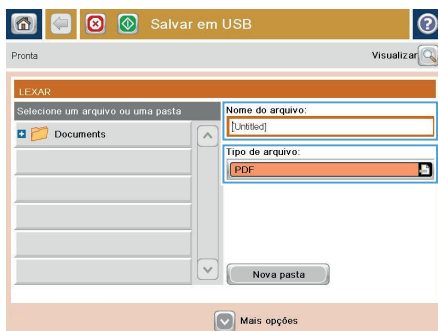 Salvar em USB
Pronta
Visualizar
LEXAR
Selecione um arquivo ou uma pasta
Nome do arquivo:
[Untitled]
Documents
Tipo de arquivo:
PDF
Nova pasta
Mais opções